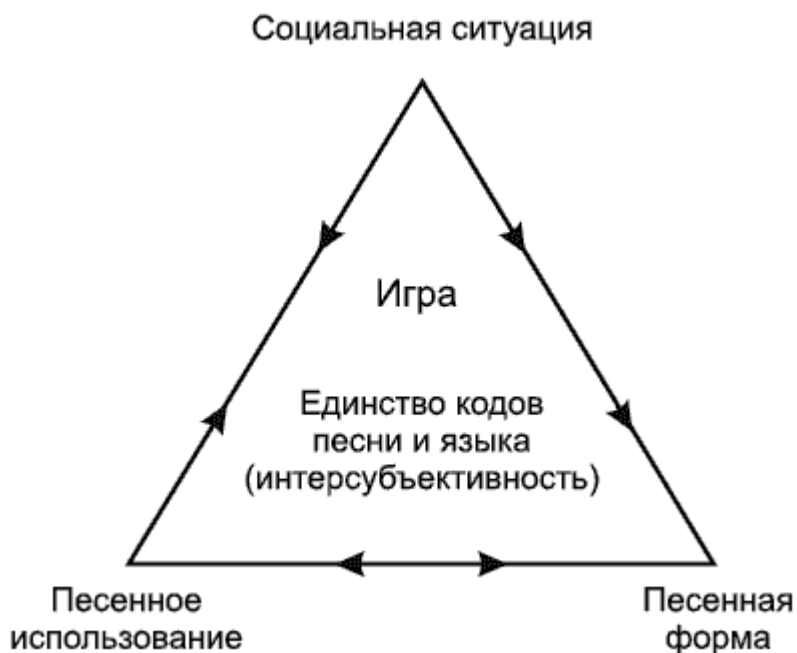 Социальная ситуация
Игра
Единство кодов
песни и языка
(интерсубъективность)
Песенное
использование
Песенная
форма